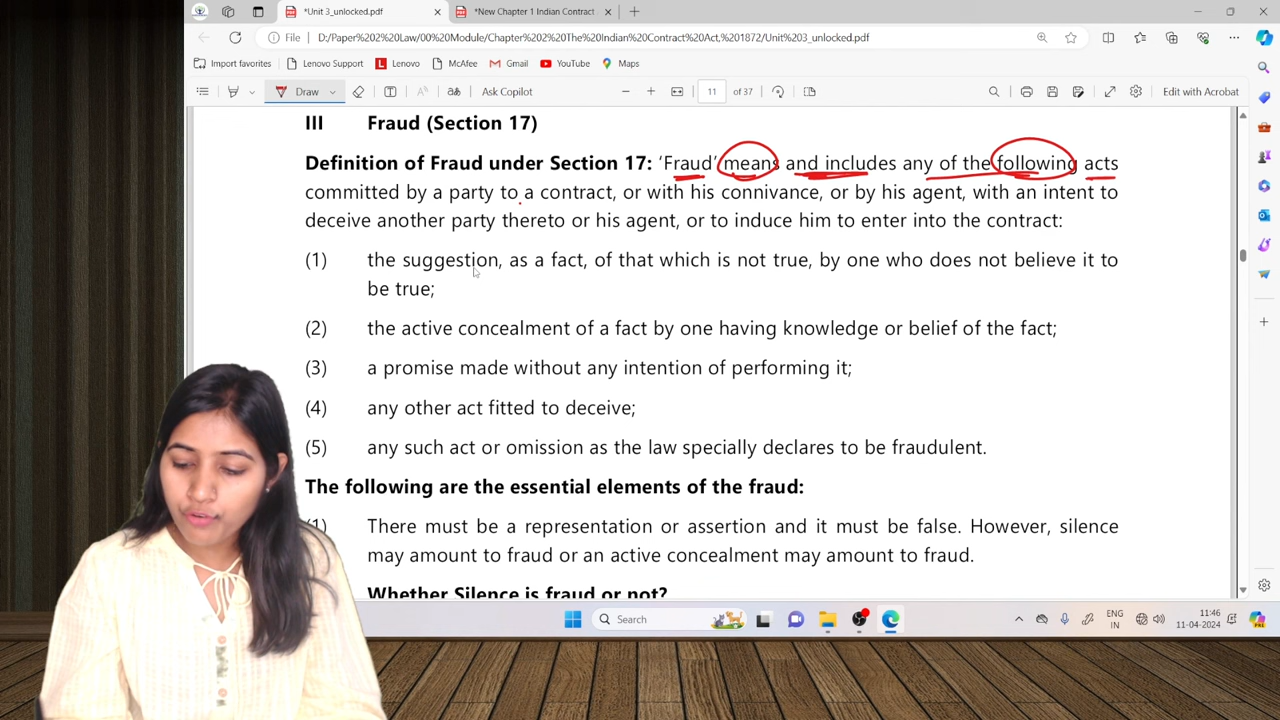 *Unit 3_unlocked.pdf
*New Chapter 1 Indian Contract
File
D:/Paper%202%20Law/00%20Module/Chapter%202%20The%20Indian%20Contract%20Act,%201872/Unit%203_unlocked.pdf
Import favorites
Lenovo Support
L Lenovo
McAfee
Gmail
YouTube
Maps
Draw
Ask Copilot
11 of 37
Edit with Acrobat
III Fraud (Section 17)
Definition of Fraud under Section 17: 'Fraud' means and includes any of the following acts
committed by a party to a contract, or with his connivance, or by his agent, with an intent to
deceive another party thereto or his agent, or to induce him to enter into the contract:
(1) the suggestion, as a fact, of that which is not true, by one who does not believe it to
be true;
(2) the active concealment of a fact by one having knowledge or belief of the fact;
(3) a promise made without any intention of performing it;
(4) any other act fitted to deceive;
(5) any such act or omission as the law specially declares to be fraudulent.
The following are the essential elements of the fraud:
(1) There must be a representation or assertion and it must be false. However, silence
may amount to fraud or an active concealment may amount to fraud.
Whether Silence is fraud or not?
Search
ENG
IN
11:46
11-04-2024